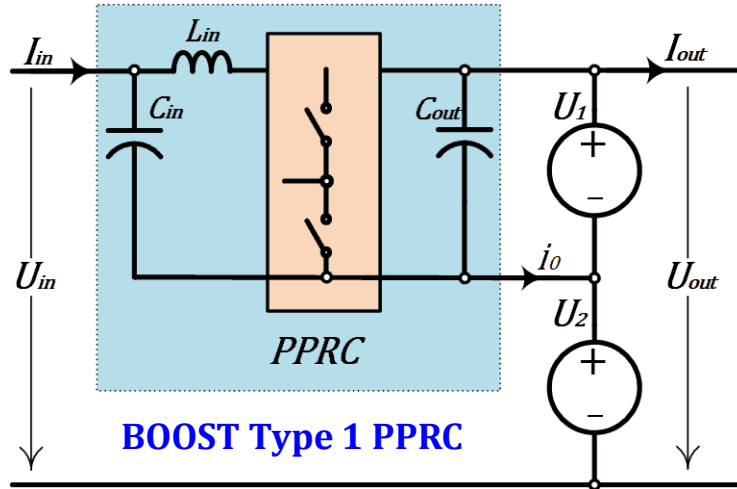 Iin
Lin
Iout
Cin
Cout
U1
+
−
Uin
i0
Uout
U2
PPRC
+
−
BOOST Type 1 PPRC